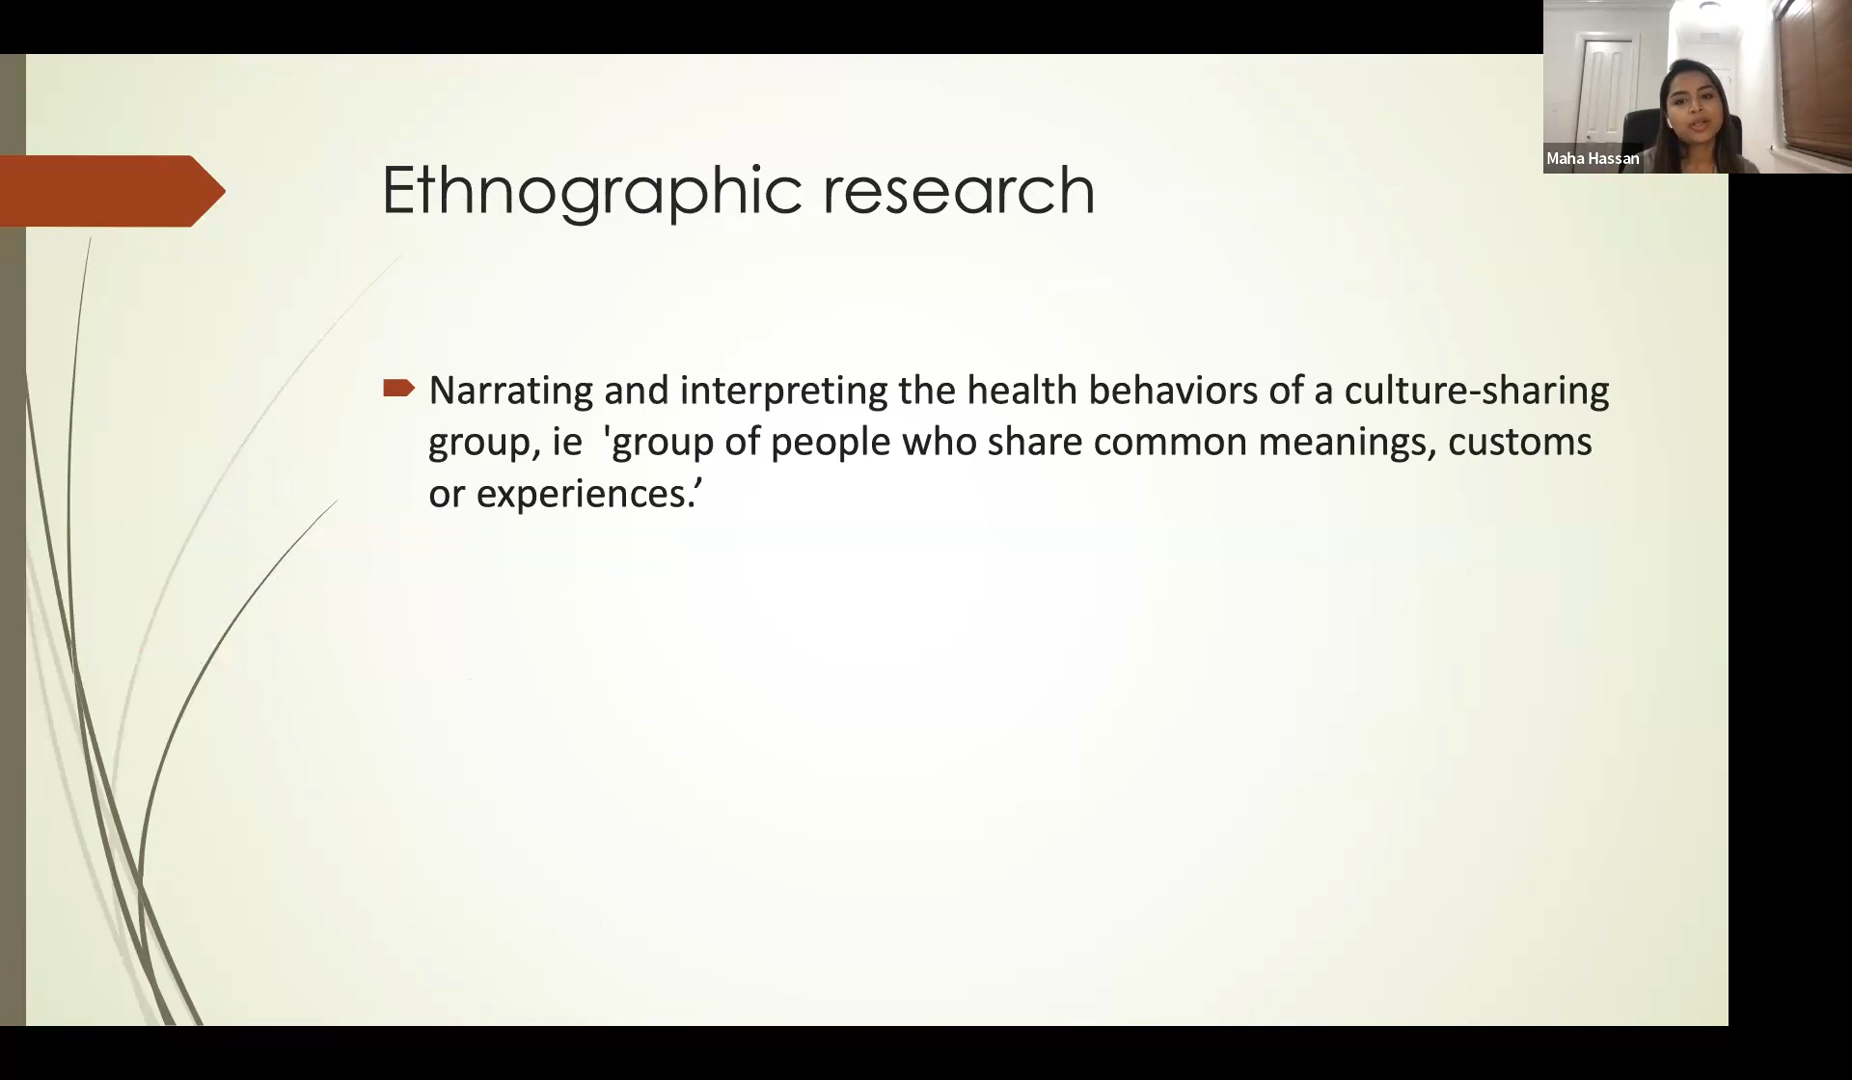 Maha Hassan
Ethnographic research
Narrating and interpreting the health behaviors of a culture-sharing
group, ie 'group of people who share common meanings, customs
or experiences.’